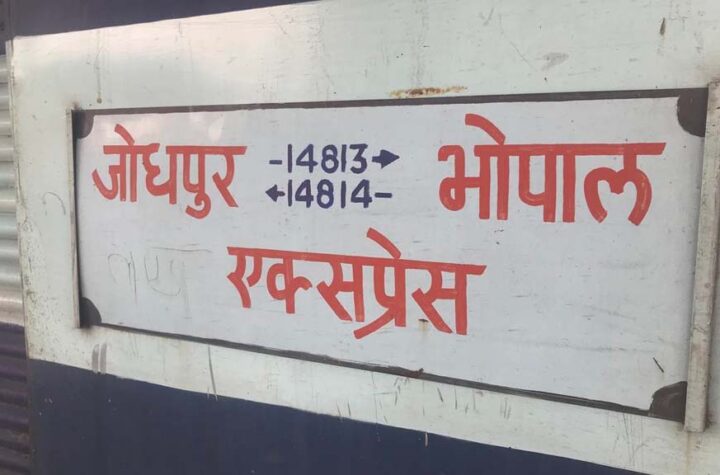 जोधपुर -14813→ भोपाल
←14814-
एक्सप्रेस